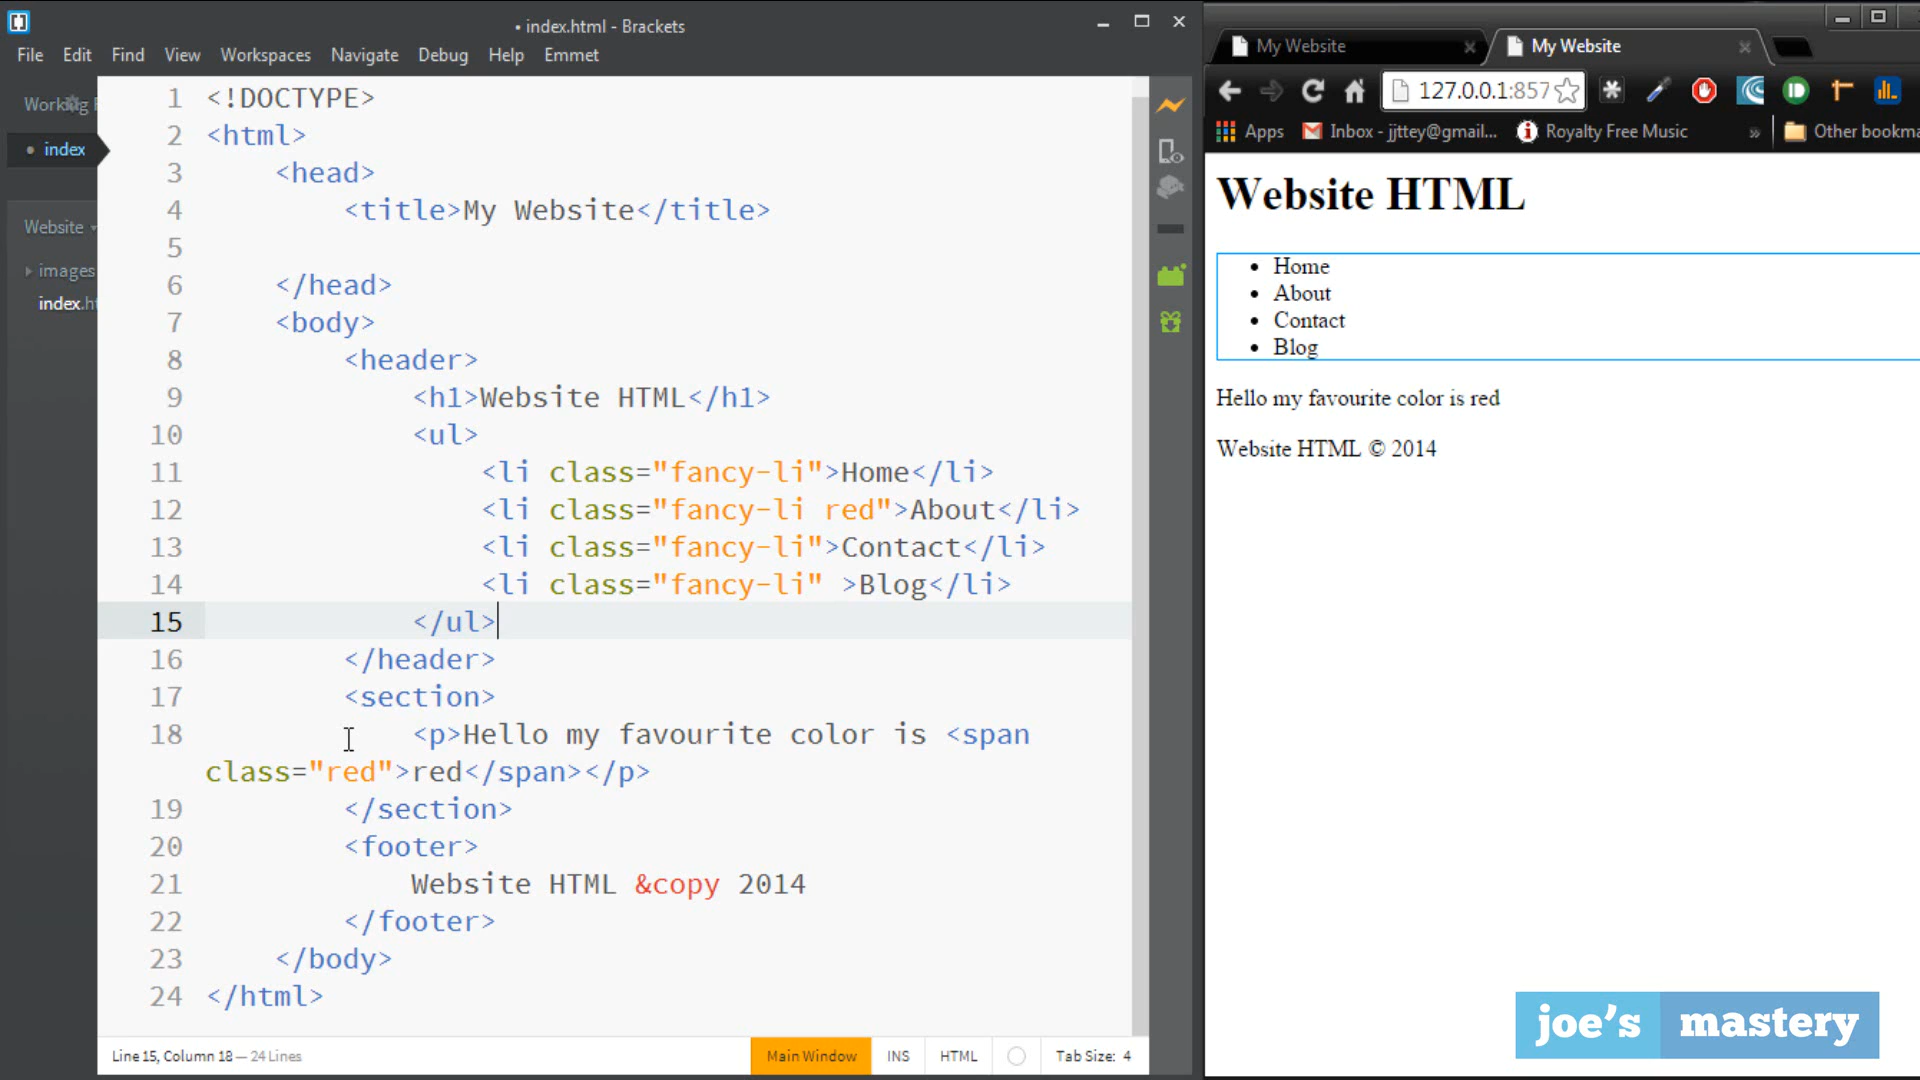 index.html - Brackets
File Edit Find View Workspaces Navigate Debug Help Emmet
index
Website
images
index.h
1 <!DOCTYPE>
2 <html>
3 <head>
4 <title>My Website</title>
5
6 </head>
7 <body>
8 <header>
9 <h1>Website HTML</h1>
10 <ul>
11 <li class="fancy-li">Home</li>
12 <li class="fancy-li red">About</li>
13 <li class="fancy-li">Contact</li>
14 <li class="fancy-li" >Blog</li>
15 </ul>
16 </header>
17 <section>
18 <p>Hello my favourite color is <span
class="red">red</span></p>
19 </section>
20 <footer>
21 Website HTML &copy 2014
22 </footer>
23 </body>
24 </html>
Line 15, Column 18 — 24 Lines
Main Window INS HTML Tab Size: 4
My Website My Website
127.0.0.1:857
Apps Inbox - jjttey@gmail... Royalty Free Music » Other bookma
Website HTML
• Home
• About
• Contact
• Blog
Hello my favourite color is red
Website HTML © 2014
joe's mastery